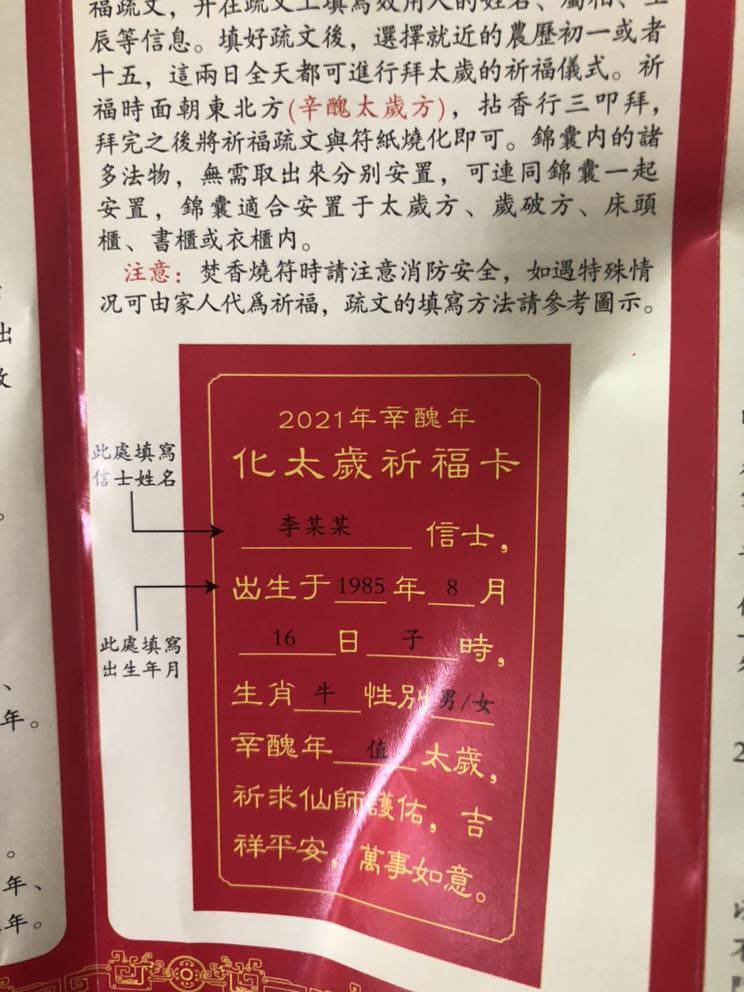 福疏文，并在疏文上填寫效用人的姓名、屬相、生
辰等信息。填好疏文後，選擇就近的農歷初一或者
十五，這兩日全天都可進行拜太歲的祈福儀式。祈
福時面朝東北方(辛醜太歲方)，拈香行三叩拜，
拜完之後將祈福疏文與符紙燒化即可。錦囊内的諸
多法物，無需取出來分别安置，可連同錦囊一起
安置，錦囊適合安置于太歲方、歲破方、床頭
櫃、書櫃或衣櫃内。
注意：焚香燒符時請注意消防安全，如遇特殊情
况可由家人代爲祈福，疏文的填寫方法請參考圖示。
2021年辛醜年
化太歲祈福卡
此處填寫
信士姓名
李某某 信士，
出生于 1985 年 8 月
此處填寫
出生年月
16 日 子 時，
生肖 牛 性别 男/女
辛醜年 值 太歲，
祈求仙師護佑，吉
祥平安，萬事如意。
出
年。
年、
年。
2